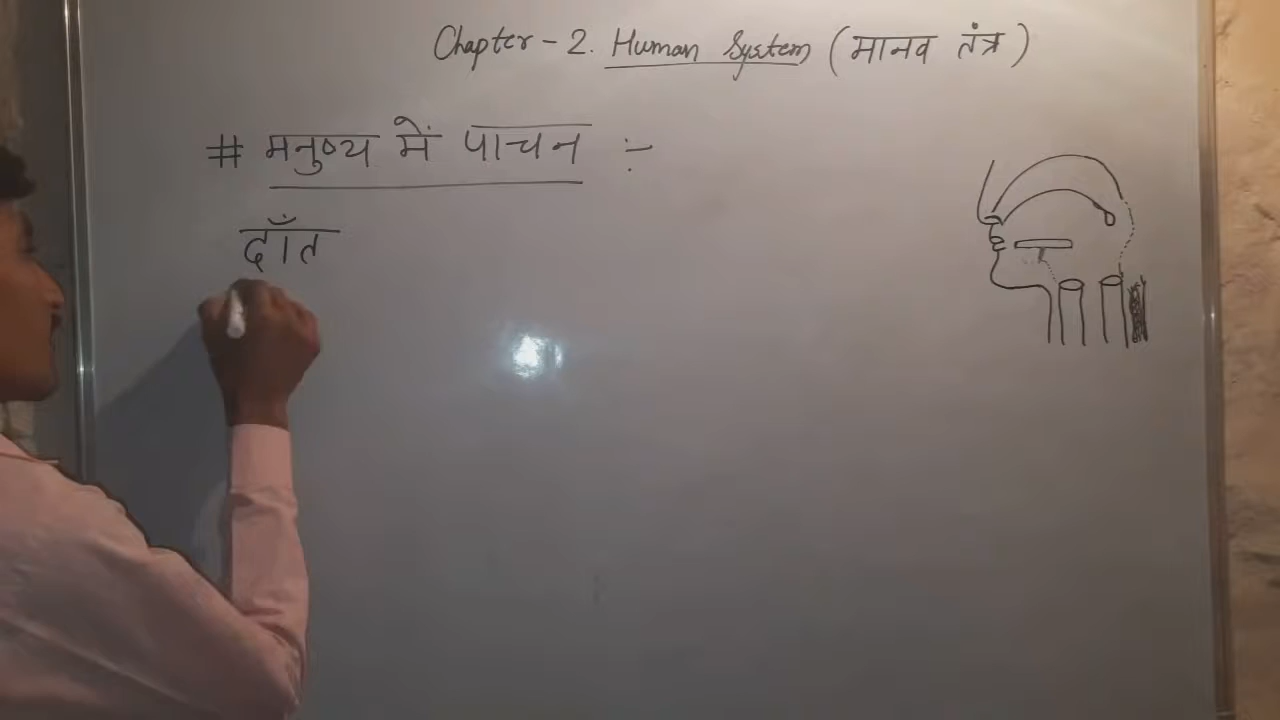 Chapter - 2. Human System (मानव तंत्र)
# मनुष्य में पाचन :-
दाँत